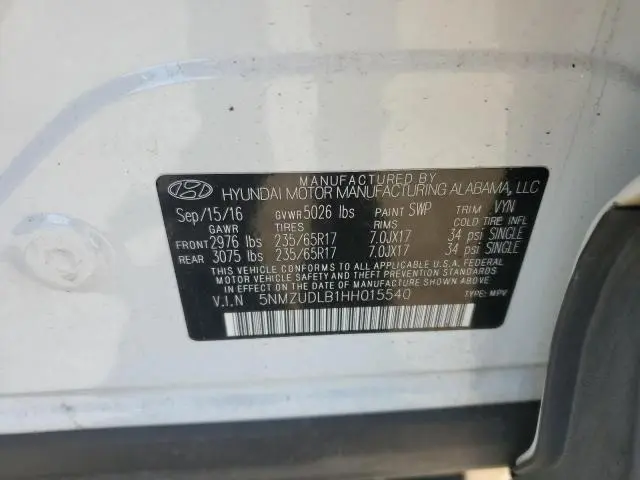 MANUFACTURED BY
HYUNDAI MOTOR MANUFACTURING ALABAMA, LLC
Sep/15/16 GVWR 5026 lbs PAINT SWP TRIM VYN
GAWR TIRES RIMS COLD TIRE INFL
FRONT 2976 lbs 235/65R17 7.0JX17 34 psi SINGLE
REAR 3075 lbs 235/65R17 7.0JX17 34 psi SINGLE
THIS VEHICLE CONFORMS TO ALL APPLICABLE U.S.A. FEDERAL
MOTOR VEHICLE SAFETY AND THEFT PREVENTION STANDARDS
IN EFFECT ON THE DATE OF MANUFACTURE SHOWN ABOVE.
V.I.N 5NMZUDLB1HH015540 TYPE: MPV